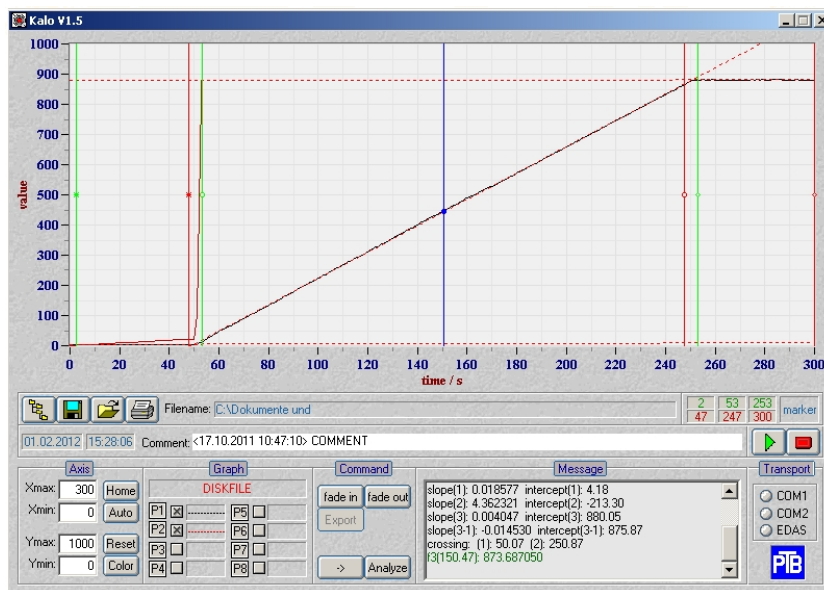 Kalo V1.5
1000
900
800
700
600
500
400
300
200
100
0
value
0 20 40 60 80 100 120 140 160 180 200 220 240 260 280 300
time / s
Filename: C:\Dokumente und
2 53 253
47 247 300
marker
01.02.2012 15:28:06 Comment: <17.10.2011 10:47:10> COMMENT
Axis
Xmax: 300 Home
Xmin: 0 Auto
Ymax: 1000 Reset
Ymin: 0 Color
Graph
DISKFILE
P1 P5
P2 P6
P3 P7
P4 P8
Command
fade in fade out
Export
-> Analyze
Message
slope(1): 0.018577 intercept(1): 4.18
slope(2): 4.362321 intercept(2): -213.30
slope(3): 0.004047 intercept(3): 880.05
slope(3-1): -0.014530 intercept(3-1): 875.87
crossing: (1): 50.07 (2): 250.87
f3(150.47): 873.687050
Transport
COM1
COM2
EDAS
PTB